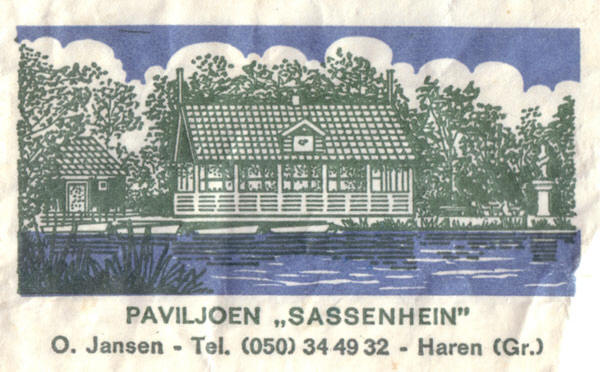 PAVILJOEN „SASSENHEIN”
O. Jansen - Tel. (050) 34 49 32 - Haren (Gr.)